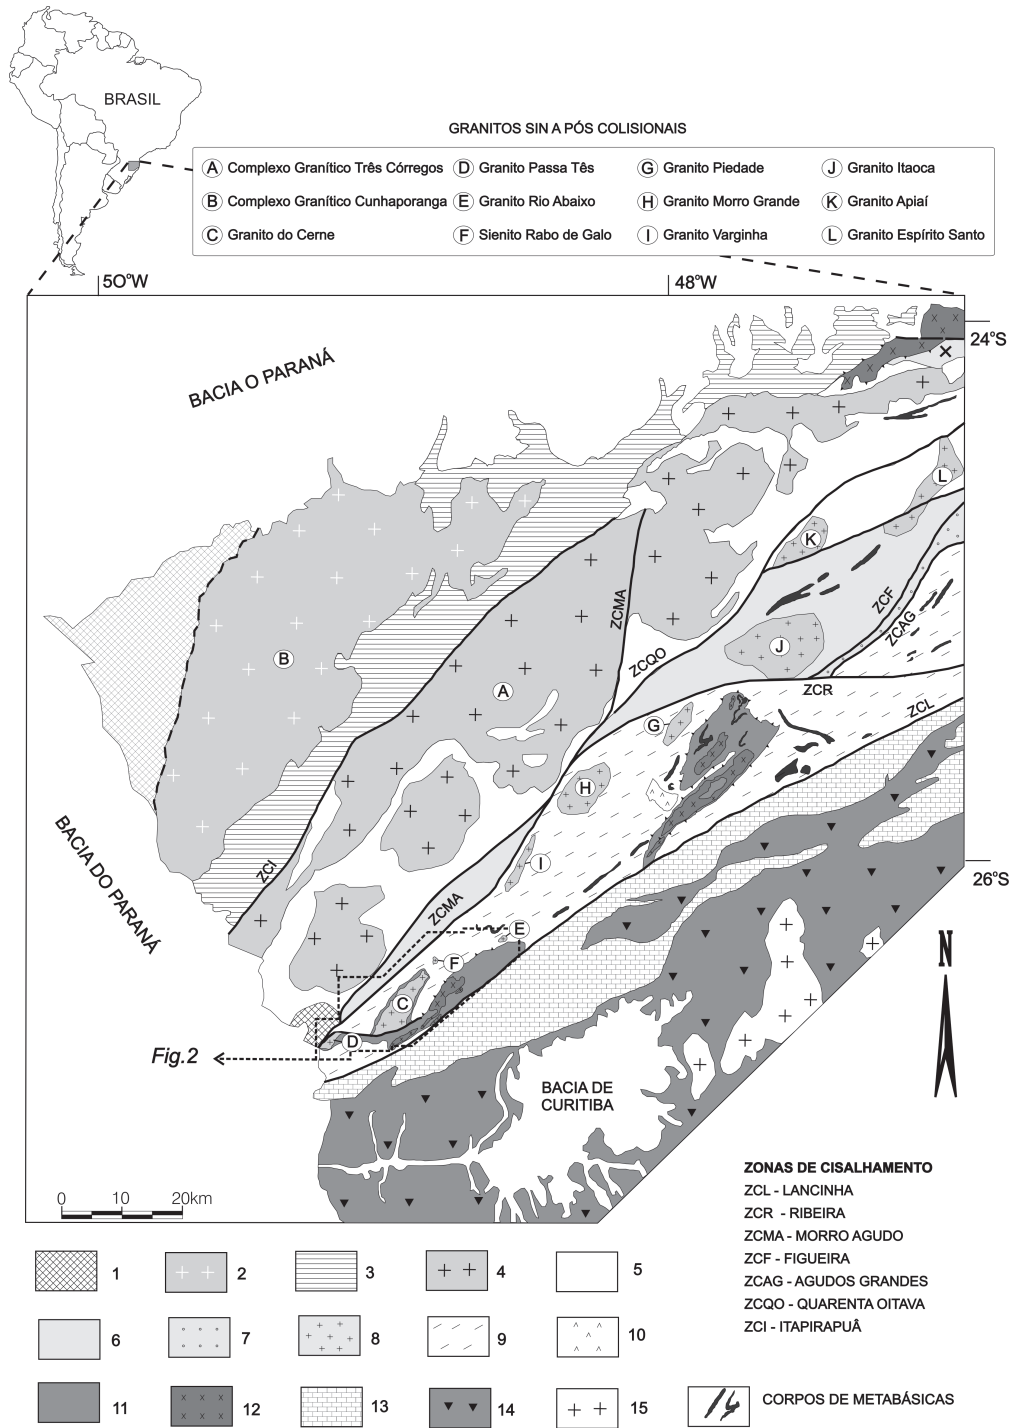 BRASIL
GRANITOS SIN A PÓS COLISIONAIS
A Complexo Granítico Três Córregos D Granito Passa Tês G Granito Piedade J Granito Itaoca
B Complexo Granítico Cunhaporanga E Granito Rio Abaixo H Granito Morro Grande K Granito Apiaí
C Granito do Cerne F Sienito Rabo de Galo I Granito Varginha L Granito Espírito Santo
50°W 48°W
24°S
BACIA O PARANÁ
L
K
ZCMA
ZCF
ZCAG
ZCQO
J
B
A
ZCR
ZCL
G
H
BACIA DO PARANÁ
ZCI
I
26°S
ZCMA
E
N
F
C
D
Fig.2
BACIA DE
CURITIBA
ZONAS DE CISALHAMENTO
ZCL - LANCINHA
ZCR - RIBEIRA
ZCMA - MORRO AGUDO
ZCF - FIGUEIRA
ZCAG - AGUDOS GRANDES
ZCQO - QUARENTA OITAVA
ZCI - ITAPIRAPUÂ
0 10 20km
1 2 3 4 5
6 7 8 9 10
11 12 13 14 15 CORPOS DE METABÁSICAS